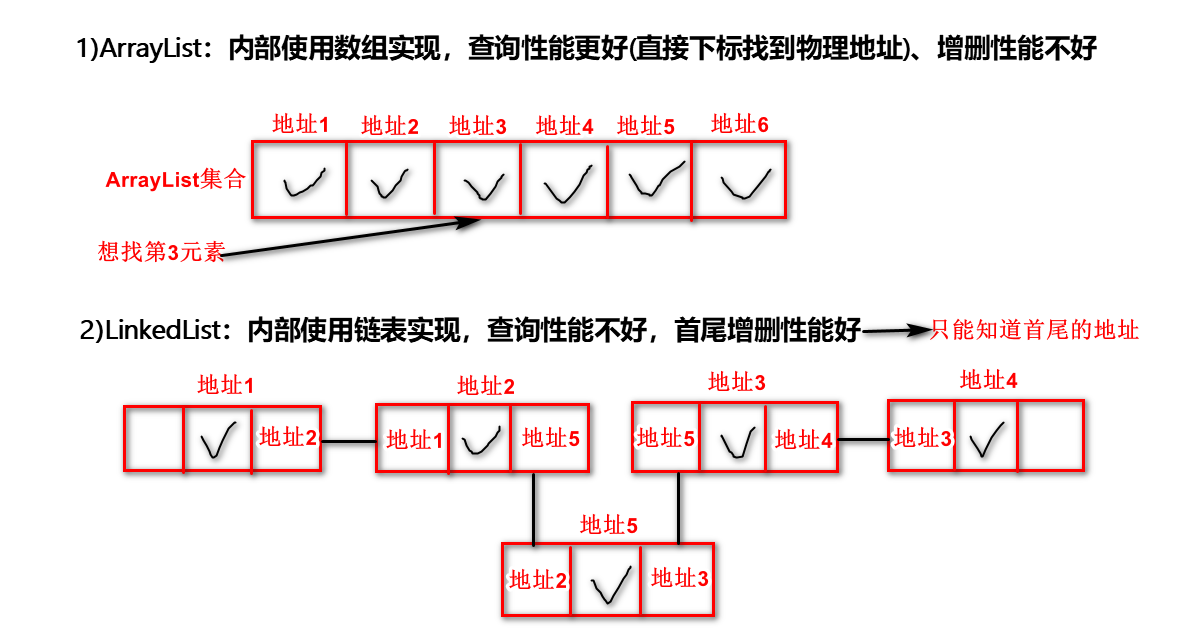 1)ArrayList：内部使用数组实现，查询性能更好(直接下标找到物理地址)、增删性能不好
地址1 地址2 地址3 地址4 地址5 地址6
ArrayList集合
想找第3元素
2)LinkedList：内部使用链表实现，查询性能不好，首尾增删性能好
只能知道首尾的地址
地址1 地址2 地址3 地址4
地址2 地址1 地址5 地址5 地址4 地址3
地址5
地址2 地址3